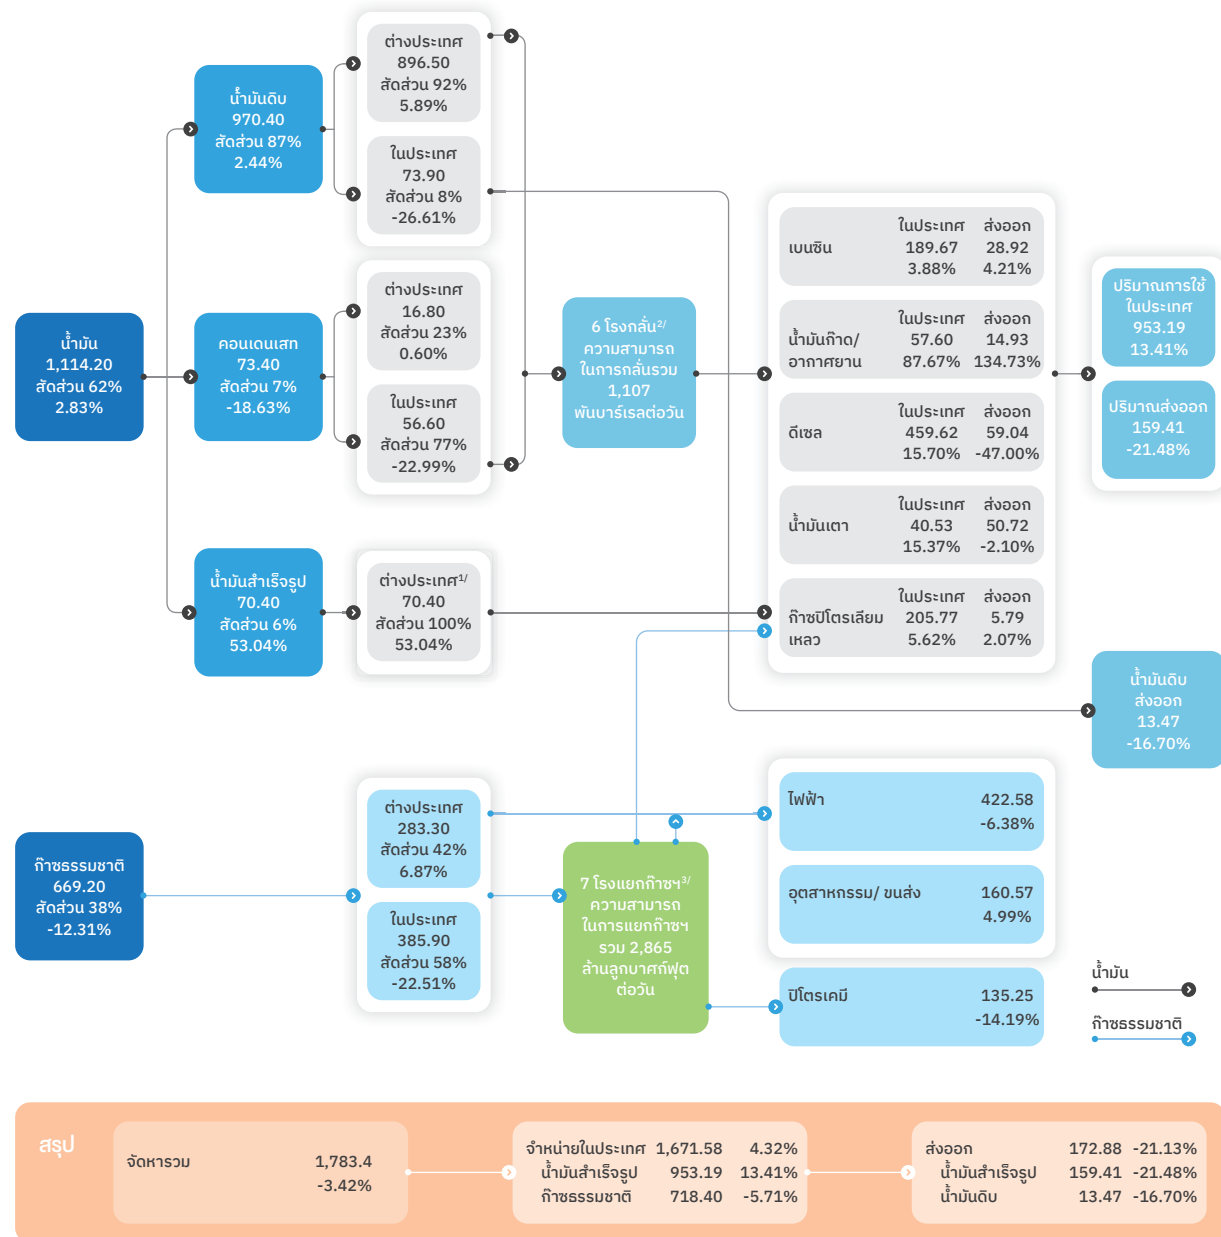 น้ำมัน
1,114.20
สัดส่วน 62%
2.83%
น้ำมันดิบ
970.40
สัดส่วน 87%
2.44%
คอนเดนเสท
73.40
สัดส่วน 7%
-18.63%
น้ำมันสำเร็จรูป
70.40
สัดส่วน 6%
53.04%
ต่างประเทศ
896.50
สัดส่วน 92%
5.89%
ในประเทศ
73.90
สัดส่วน 8%
-26.61%
ต่างประเทศ
16.80
สัดส่วน 23%
0.60%
ในประเทศ
56.60
สัดส่วน 77%
-22.99%
ต่างประเทศ1/
70.40
สัดส่วน 100%
53.04%
6 โรงกลั่น2/
ความสามารถ
ในการกลั่นรวม
1,107
พันบาร์เรลต่อวัน
ในประเทศ ส่งออก
เบนซิน 189.67 28.92
3.88% 4.21%
ในประเทศ ส่งออก
น้ำมันก๊าด/ 57.60 14.93
อากาศยาน 87.67% 134.73%
ในประเทศ ส่งออก
ดีเซล 459.62 59.04
15.70% -47.00%
ในประเทศ ส่งออก
น้ำมันเตา 40.53 50.72
15.37% -2.10%
ในประเทศ ส่งออก
ก๊าซปิโตรเลียม 205.77 5.79
เหลว 5.62% 2.07%
ปริมาณการใช้
ในประเทศ
953.19
13.41%
ปริมาณส่งออก
159.41
-21.48%
น้ำมันดิบ
ส่งออก
13.47
-16.70%
ก๊าซธรรมชาติ
669.20
สัดส่วน 38%
-12.31%
ต่างประเทศ
283.30
สัดส่วน 42%
6.87%
ในประเทศ
385.90
สัดส่วน 58%
-22.51%
7 โรงแยกก๊าซฯ3/
ความสามารถ
ในการแยกก๊าซฯ
รวม 2,865
ล้านลูกบาศก์ฟุต
ต่อวัน
ไฟฟ้า 422.58
-6.38%
อุตสาหกรรม/ ขนส่ง 160.57
4.99%
ปิโตรเคมี 135.25
-14.19%
น้ำมัน
ก๊าซธรรมชาติ
สรุป
จัดหารวม 1,783.4
-3.42%
จำหน่ายในประเทศ 1,671.58 4.32%
น้ำมันสำเร็จรูป 953.19 13.41%
ก๊าซธรรมชาติ 718.40 -5.71%
ส่งออก 172.88 -21.13%
น้ำมันสำเร็จรูป 159.41 -21.48%
น้ำมันดิบ 13.47 -16.70%